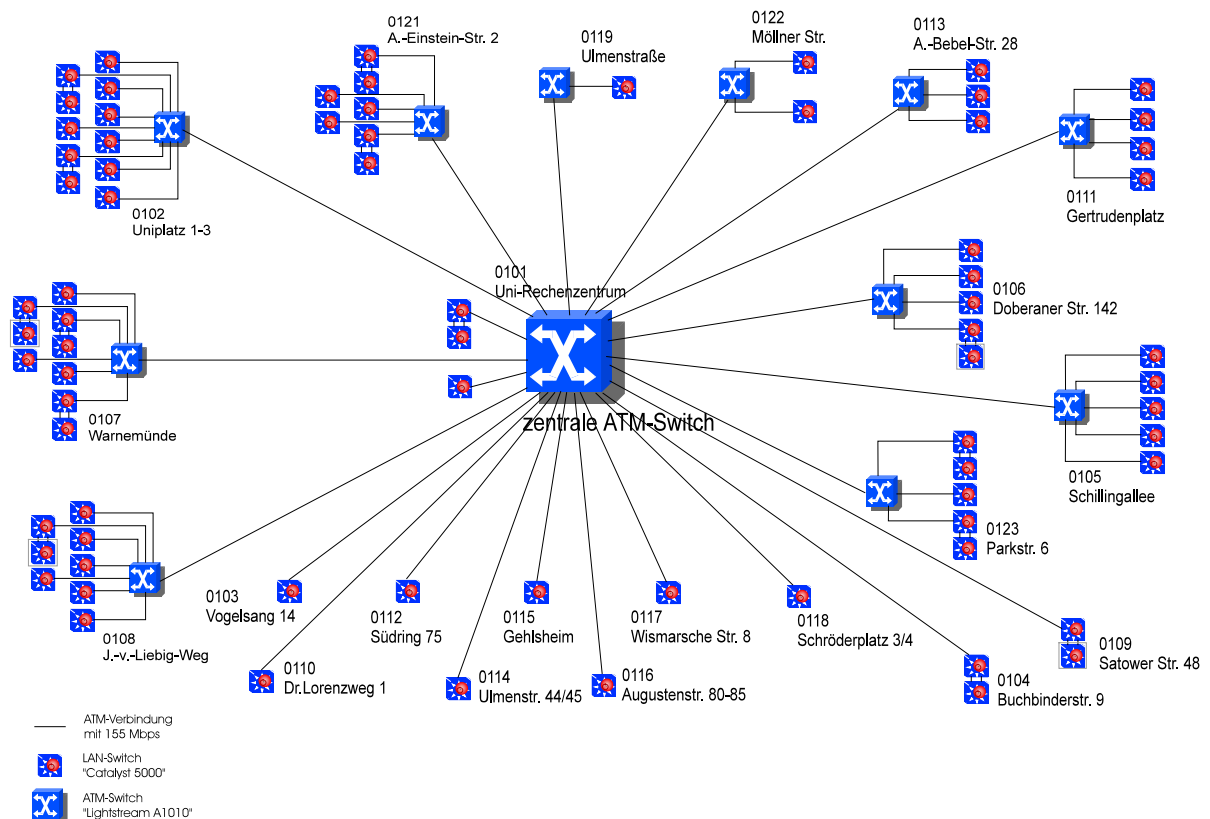 0121
A.-Einstein-Str. 2
0119
Ulmenstraße
0122
Möllner Str.
0113
A.-Bebel-Str. 28
0102
Uniplatz 1-3
0111
Gertrudenplatz
0101
Uni-Rechenzentrum
0106
Doberaner Str. 142
zentrale ATM-Switch
0107
Warnemünde
0105
Schillingallee
0123
Parkstr. 6
0108
J.-v.-Liebig-Weg
0103
Vogelsang 14
0112
Südring 75
0115
Gehlsheim
0117
Wismarsche Str. 8
0118
Schröderplatz 3/4
0109
Satower Str. 48
0110
Dr.Lorenzweg 1
0114
Ulmenstr. 44/45
0116
Augustenstr. 80-85
0104
Buchbinderstr. 9
ATM-Verbindung
mit 155 Mbps
LAN-Switch
"Catalyst 5000"
ATM-Switch
"Lightstream A1010"